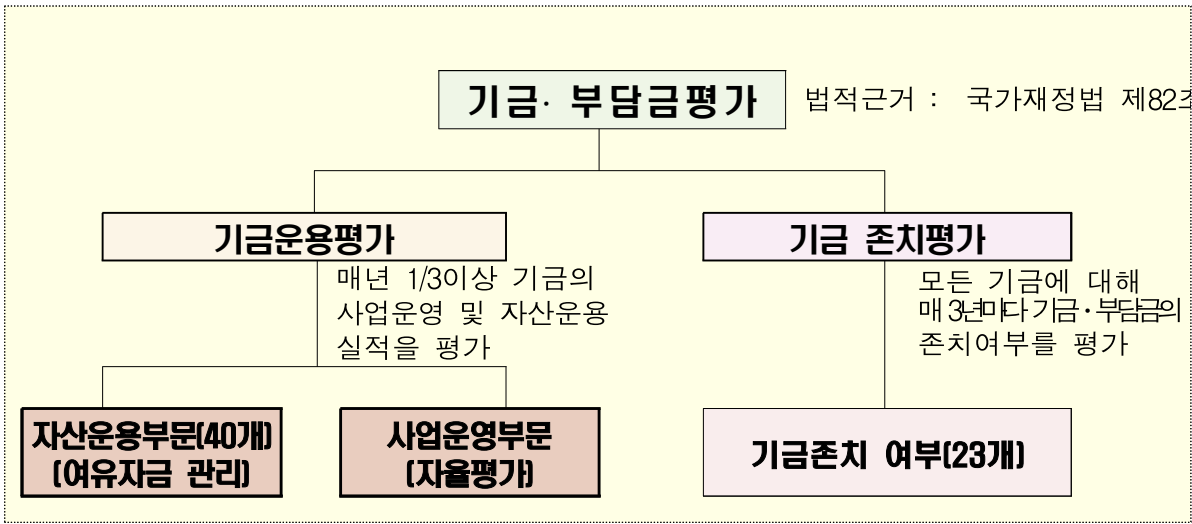 기금· 부담금평가
법적근거 : 국가재정법 제82조
기금운용평가
매년 1/3이상 기금의
사업운영 및 자산운용
실적을 평가
기금 존치평가
모든 기금에 대해
매 3년마다 기금·부담금의
존치여부를 평가
자산운용부문(40개)
(여유자금 관리)
사업운영부문
(자율평가)
기금존치 여부(23개)